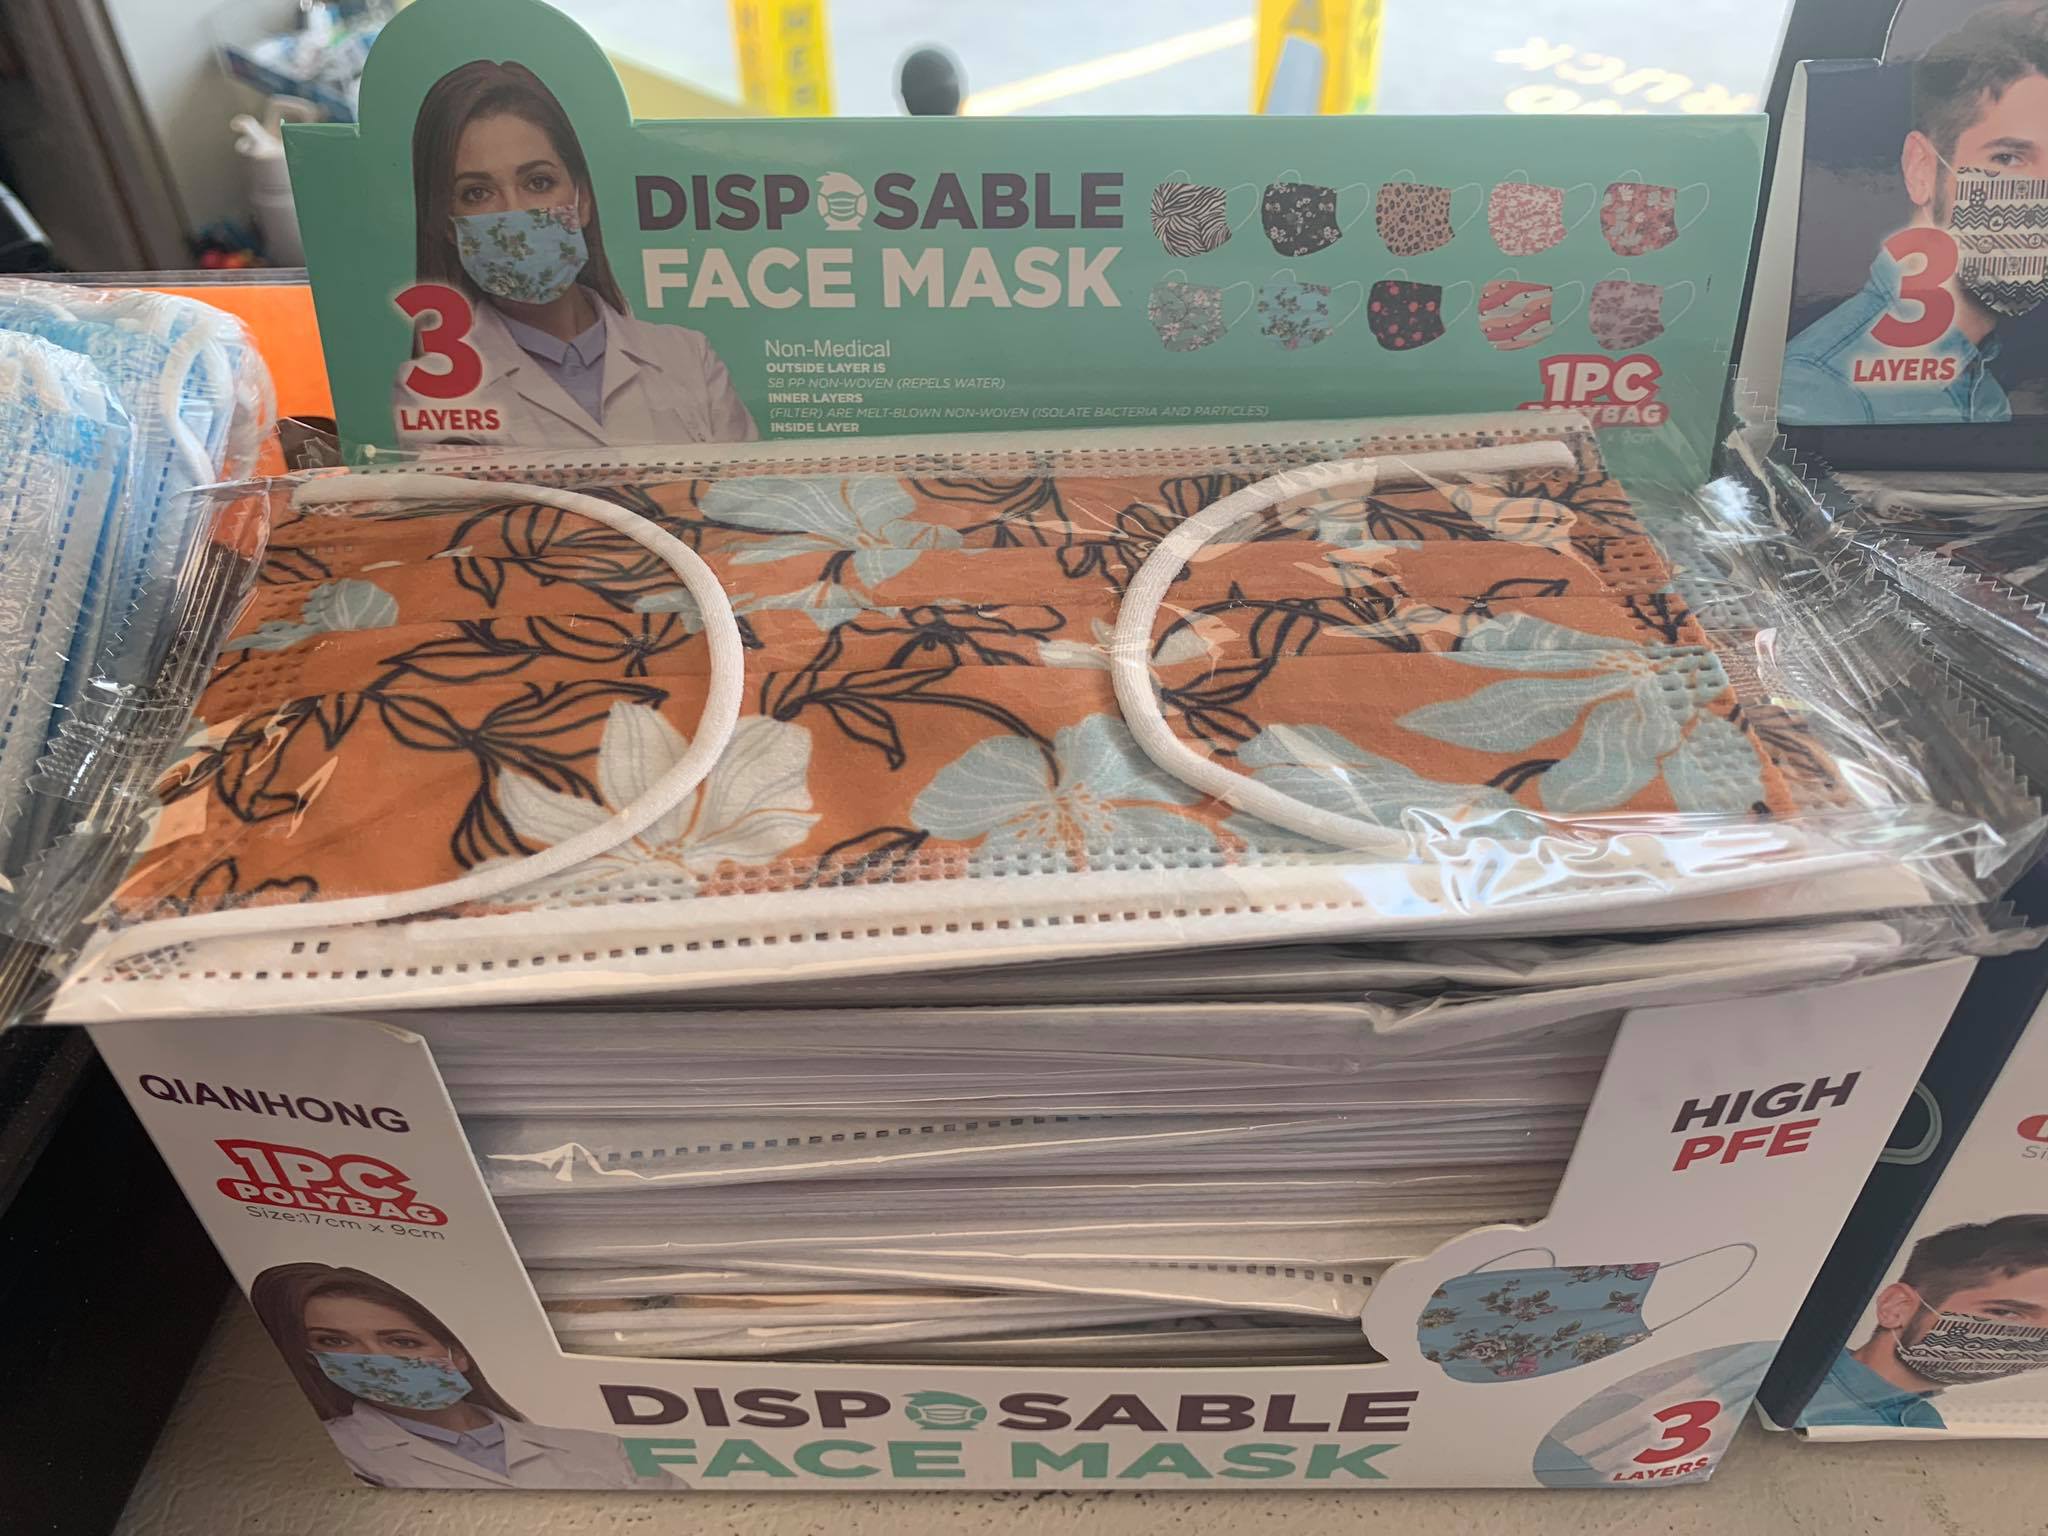 DISPOSABLE
FACE MASK
3
LAYERS
Non-Medical
OUTSIDE LAYER IS
SB PP NON-WOVEN (REPELS WATER)
INNER LAYERS
(FILTER) ARE MELT-BLOWN NON-WOVEN (ISOLATE BACTERIA AND PARTICLES)
INSIDE LAYER
1PC
POLYBAG
3
LAYERS
QIANHONG
1PC
POLYBAG
Size:17cm x 9cm
HIGH
PFE
DISPOSABLE
FACE MASK
3
LAYERS